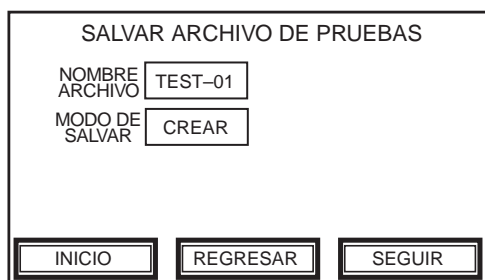 SALVAR ARCHIVO DE PRUEBAS
NOMBRE
ARCHIVO
TEST–01
MODO DE
SALVAR
CREAR
INICIO
REGRESAR
SEGUIR